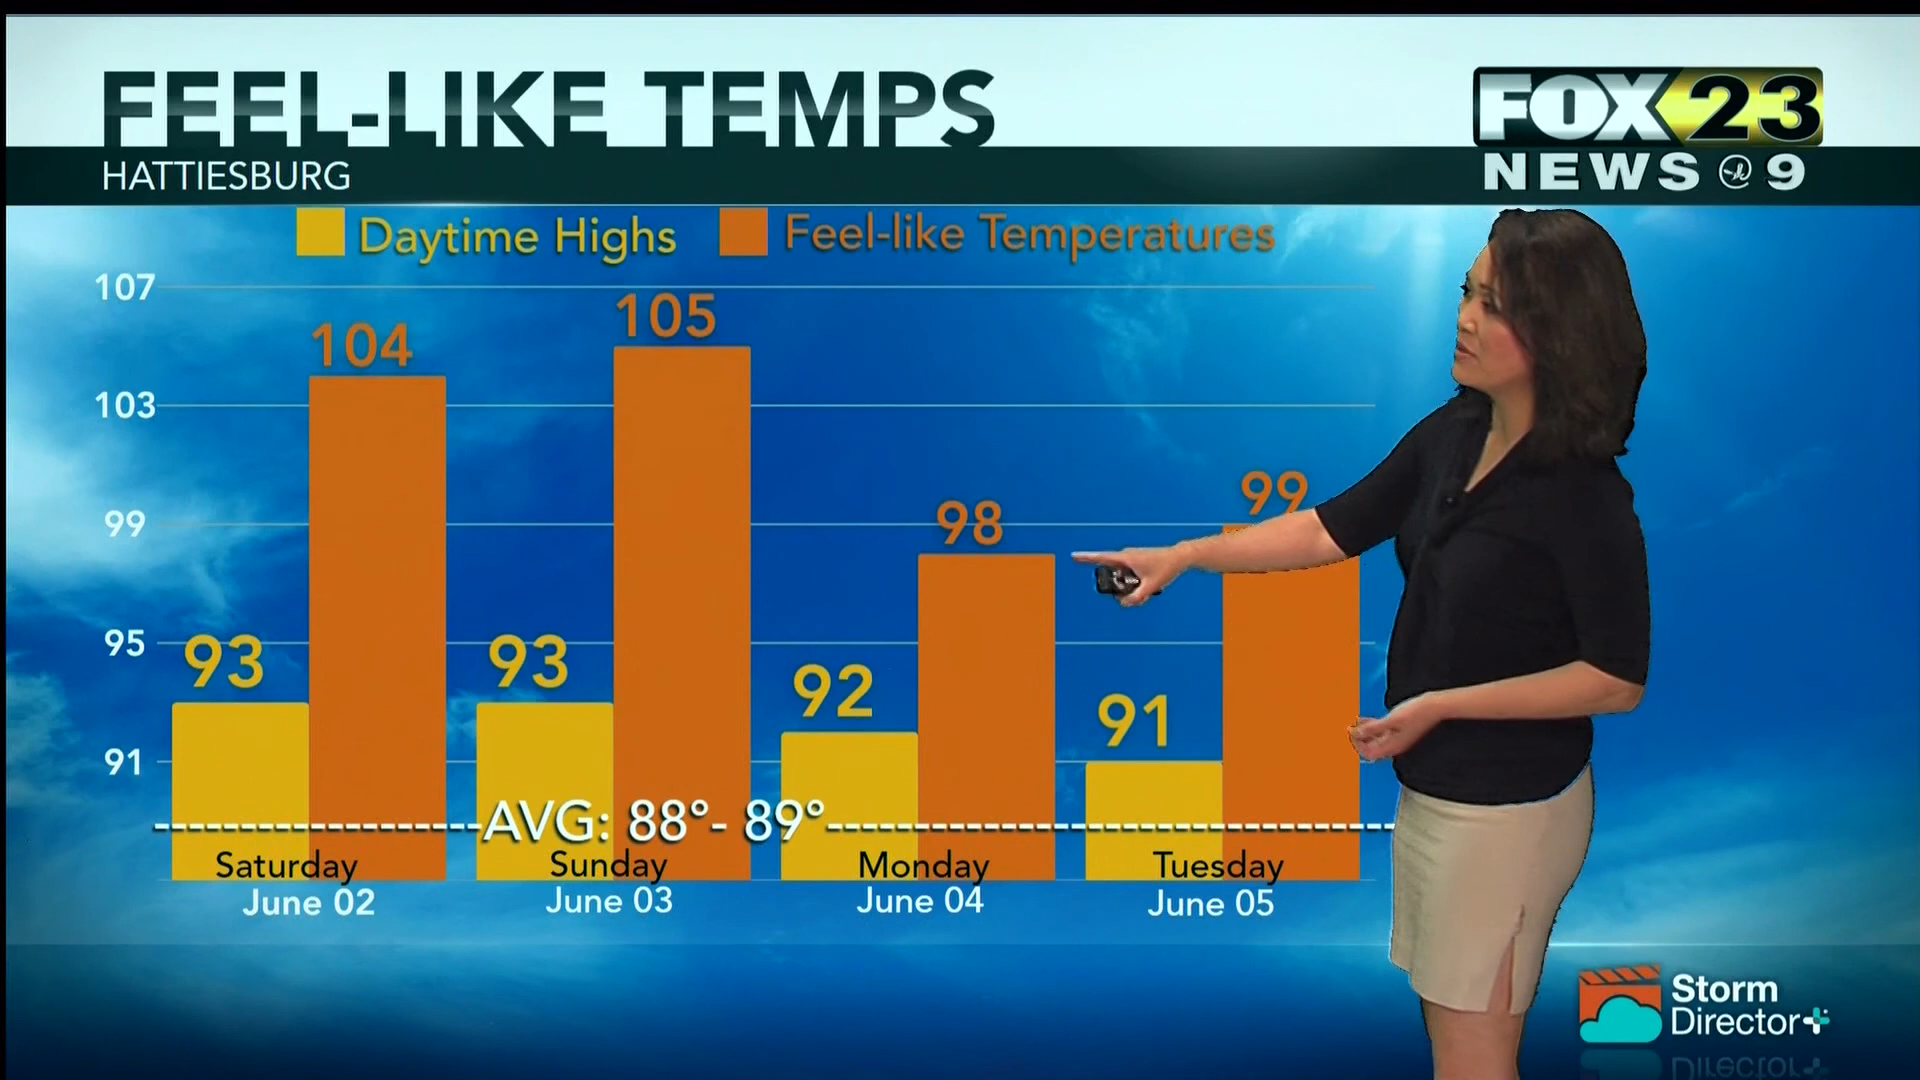 FEEL-LIKE TEMPS
HATTIESBURG
FOX 23
NEWS @ 9
Daytime Highs
Feel-like Temperatures
107
103
99
95
91
93
104
93
105
92
98
91
99
AVG: 88°- 89°
Saturday
June 02
Sunday
June 03
Monday
June 04
Tuesday
June 05
Storm
Director+